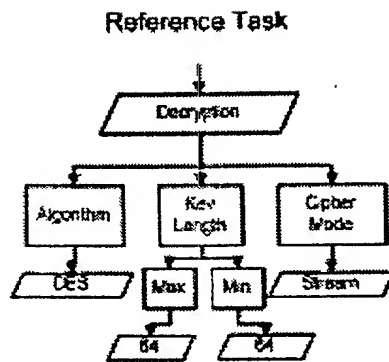 Reference Task
Decryption
Algorithm
Key
Length
Cipher
Mode
DES
Max
Min
Stream
64
64